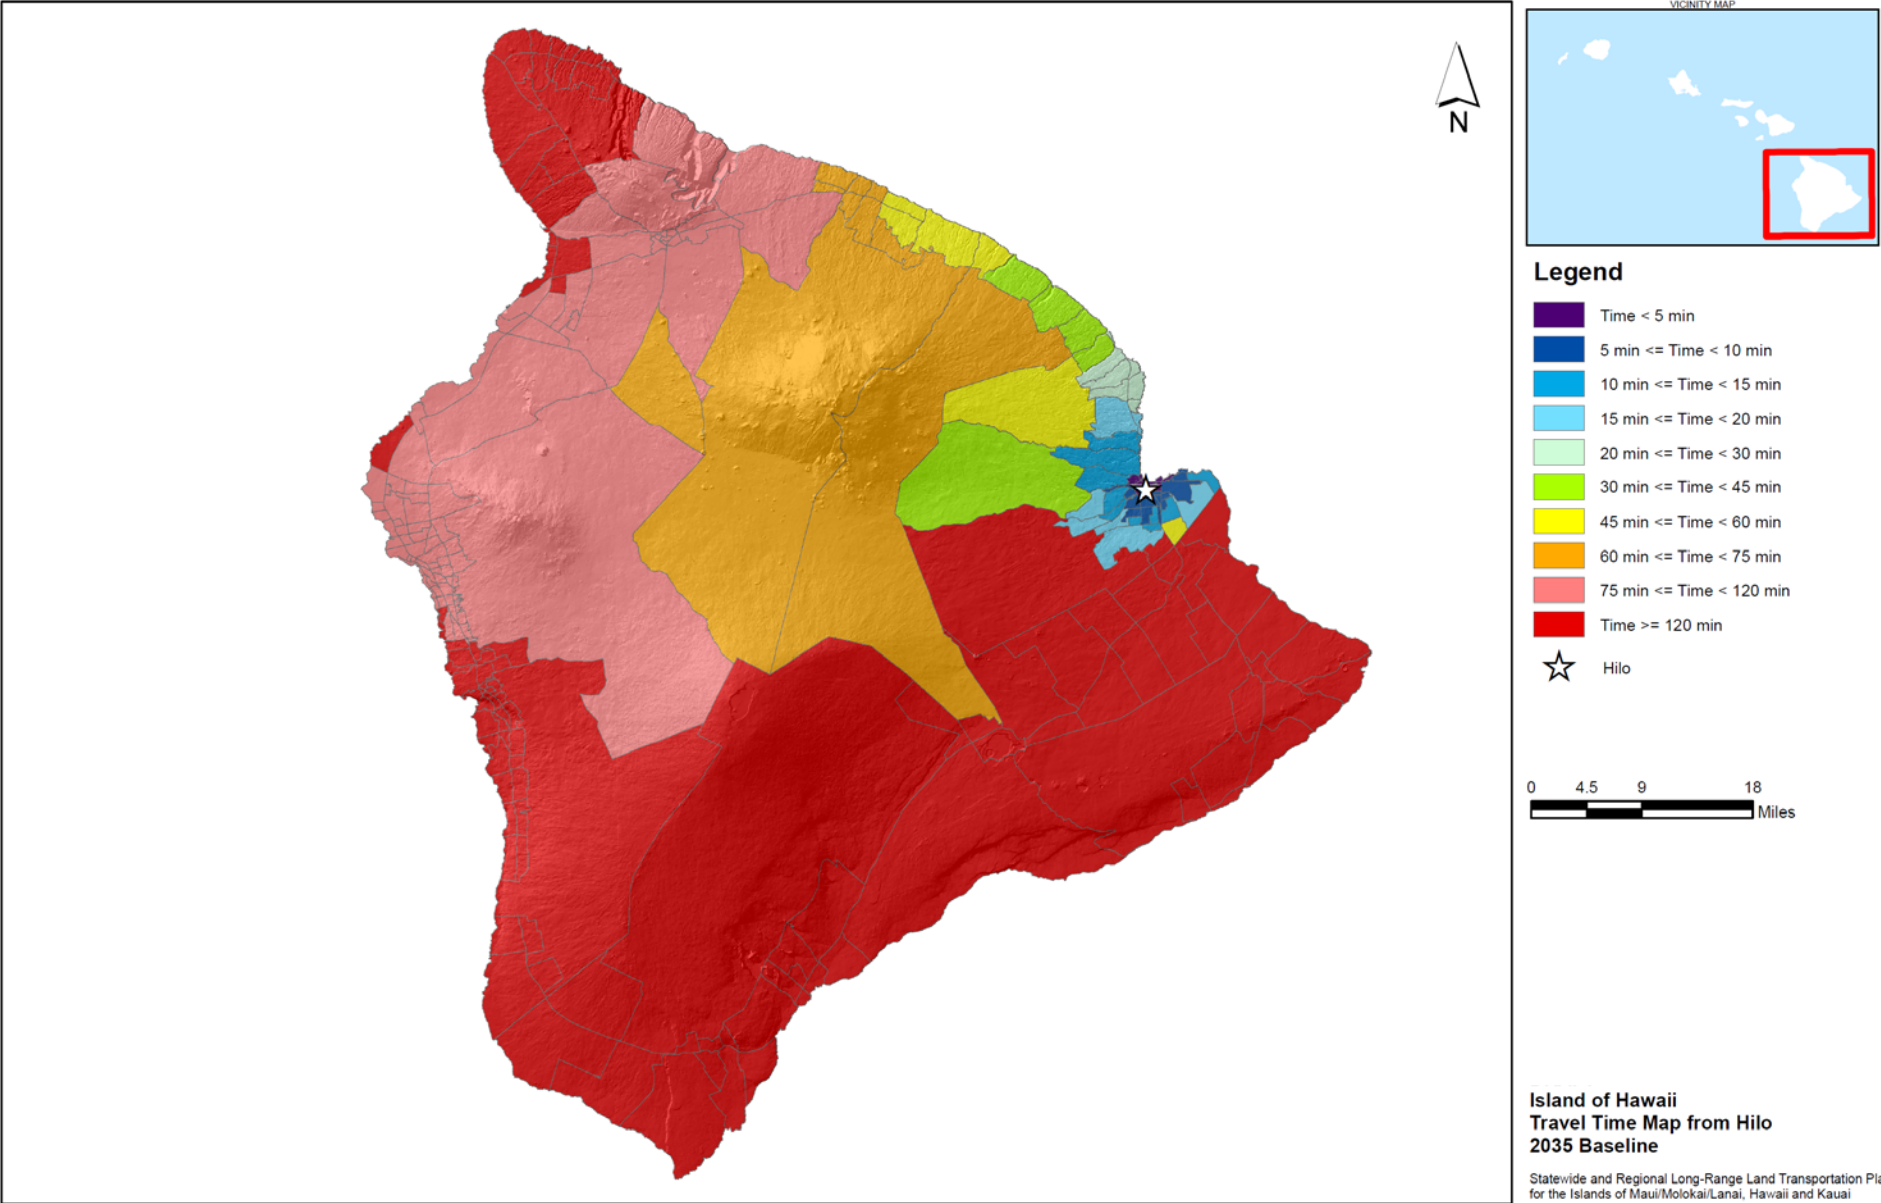 VICINITY MAP
N
Legend
Time < 5 min
5 min <= Time < 10 min
10 min <= Time < 15 min
15 min <= Time < 20 min
20 min <= Time < 30 min
30 min <= Time < 45 min
45 min <= Time < 60 min
60 min <= Time < 75 min
75 min <= Time < 120 min
Time >= 120 min
Hilo
0 4.5 9 18
Miles
Island of Hawaii
Travel Time Map from Hilo
2035 Baseline
Statewide and Regional Long-Range Land Transportation Pla
for the Islands of Maui/Molokai/Lanai, Hawaii and Kauai